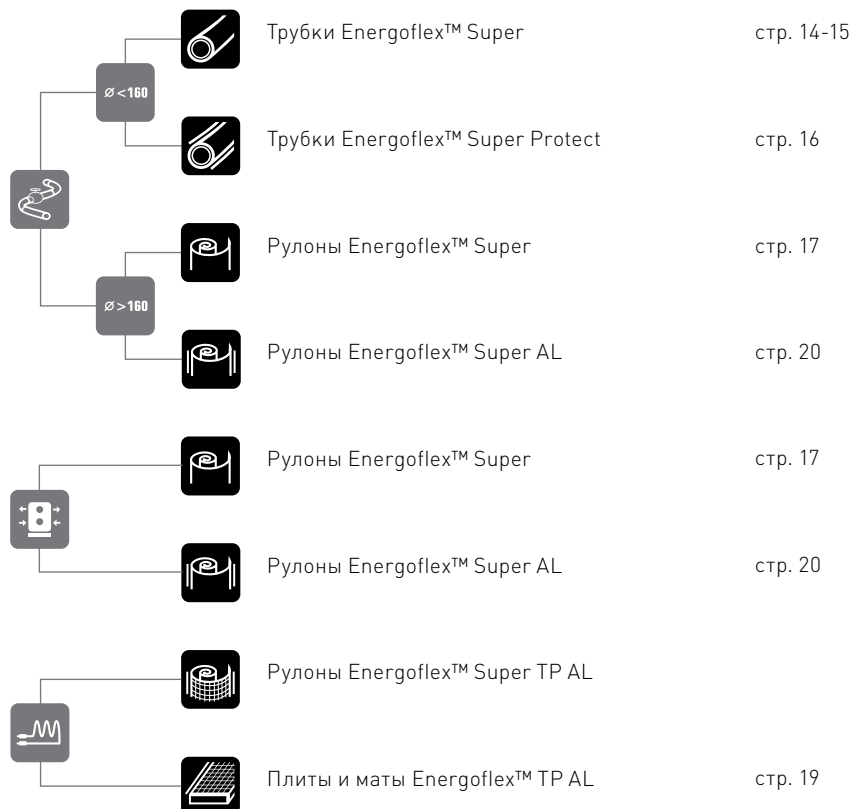 Трубки Energoflex™ Super стр. 14-15
⌀<160
Трубки Energoflex™ Super Protect стр. 16
Рулоны Energoflex™ Super стр. 17
⌀>160
Рулоны Energoflex™ Super AL стр. 20
Рулоны Energoflex™ Super стр. 17
Рулоны Energoflex™ Super AL стр. 20
Рулоны Energoflex™ Super ТР AL
Плиты и маты Energoflex™ ТР AL стр. 19